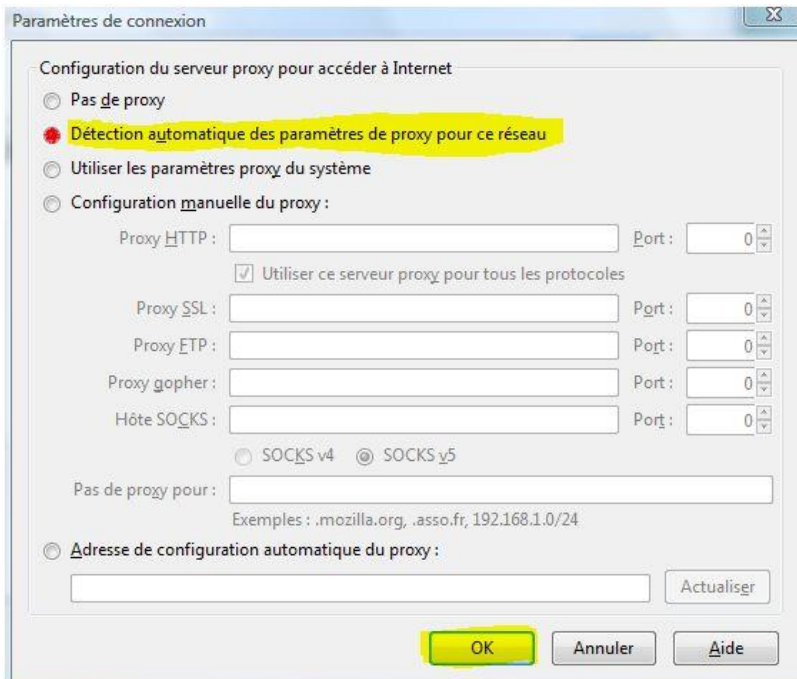 Paramètres de connexion
Configuration du serveur proxy pour accéder à Internet
Pas de proxy
Détection automatique des paramètres de proxy pour ce réseau
Utiliser les paramètres proxy du système
Configuration manuelle du proxy :
Proxy HTTP : Port : 0
Utiliser ce serveur proxy pour tous les protocoles
Proxy SSL : Port : 0
Proxy FTP : Port : 0
Proxy gopher : Port : 0
Hôte SOCKS : Port : 0
SOCKS v4 SOCKS v5
Pas de proxy pour :
Exemples : .mozilla.org, .asso.fr, 192.168.1.0/24
Adresse de configuration automatique du proxy :
Actualiser
OK Annuler Aide